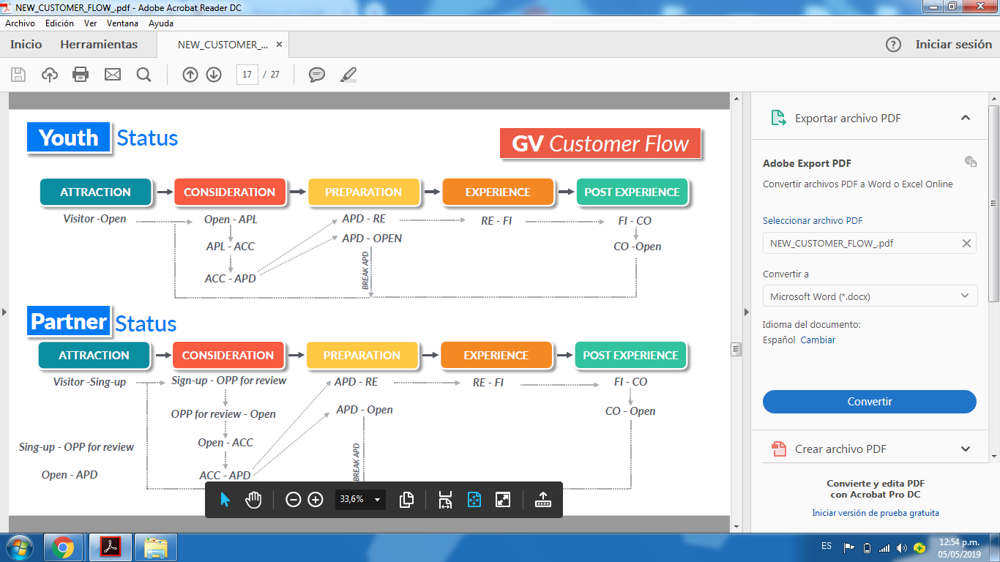 NEW_CUSTOMER_FLOW_.pdf - Adobe Acrobat Reader DC
Archivo Edición Ver Ventana Ayuda
Inicio Herramientas NEW_CUSTOMER_... × Iniciar sesión
17 / 27
Youth Status
GV Customer Flow
ATTRACTION CONSIDERATION PREPARATION EXPERIENCE POST EXPERIENCE
Visitor -Open Open - APL APD - RE RE - FI FI - CO
APD - OPEN
APL - ACC CO -Open
ACC - APD
BREAK APD
Partner Status
ATTRACTION CONSIDERATION PREPARATION EXPERIENCE POST EXPERIENCE
Visitor -Sing-up Sign-up - OPP for review APD - RE RE - FI FI - CO
OPP for review - Open APD - Open CO - Open
Open - ACC
Sing-up - OPP for review
Open - APD ACC - APD
BREAK APD
33,6%
Exportar archivo PDF
Adobe Export PDF
Convertir archivos PDF a Word o Excel Online
Seleccionar archivo PDF
NEW_CUSTOMER_FLOW_.pdf
Convertir a
Microsoft Word (*.docx)
Idioma del documento:
Español Cambiar
Convertir
Crear archivo PDF
Convierte y edita PDF
con Acrobat Pro DC
Iniciar versión de prueba gratuita
ES 12:54 p.m.
05/05/2019